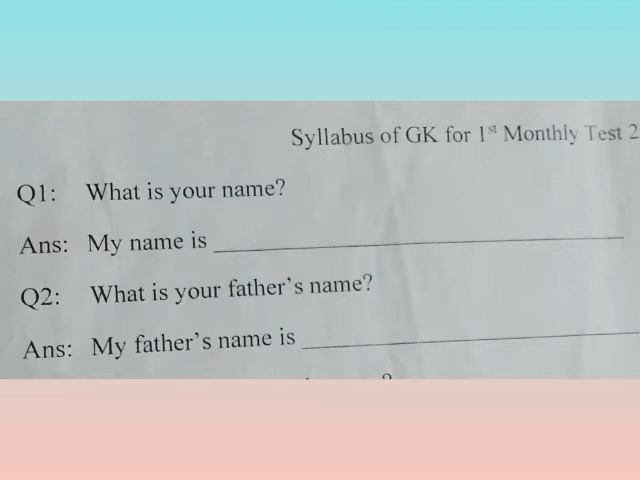 Syllabus of GK for 1st Monthly Test 2
Q1: What is your name?
Ans: My name is
Q2: What is your father's name?
Ans: My father's name is